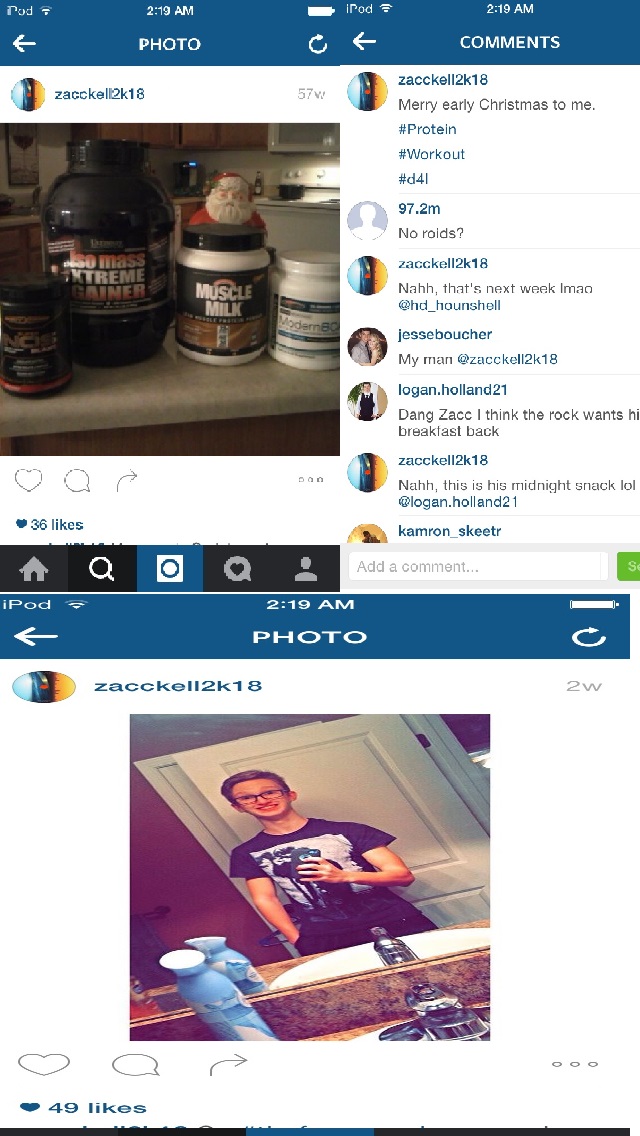 iPod 2:19 AM
PHOTO
zacckell2k18 57w
Iso mass
XTREME
GAINER
MUSCLE
MILK
36 likes
iPod 2:19 AM
COMMENTS
zacckell2k18
Merry early Christmas to me.
#Protein
#Workout
#d4l
97.2m
No roids?
zacckell2k18
Nahh, that's next week lmao
@hd_hounshell
jesseboucher
My man @zacckell2k18
logan.holland21
Dang Zacc I think the rock wants hi
breakfast back
zacckell2k18
Nahh, this is his midnight snack lol
@logan.holland21
kamron_skeetr
Add a comment... Se
iPod 2:19 AM
PHOTO
zacckell2k18 2w
49 likes